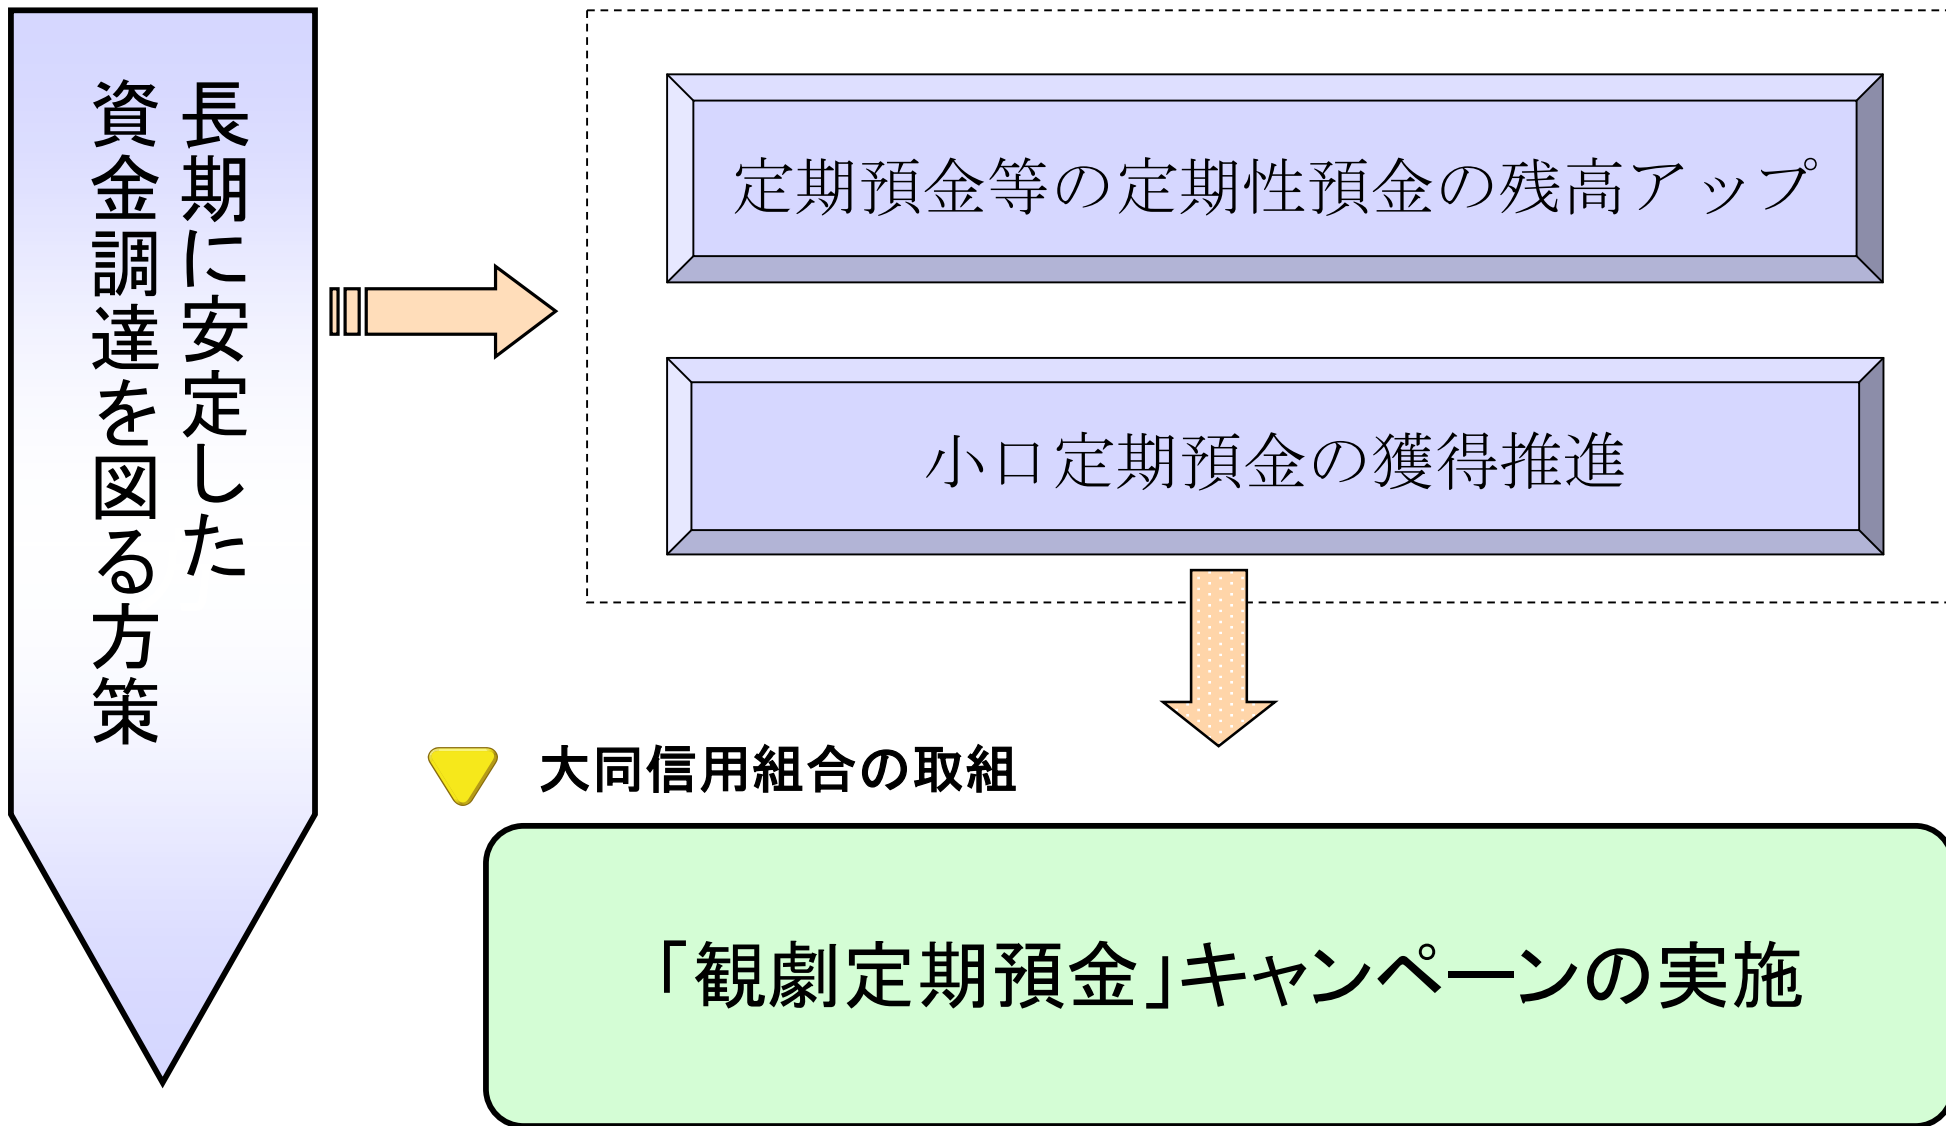 長期に安定した
資金調達を図る方策
定期預金等の定期性預金の残高アップ
小口定期預金の獲得推進
大同信用組合の取組
「観劇定期預金」キャンペーンの実施